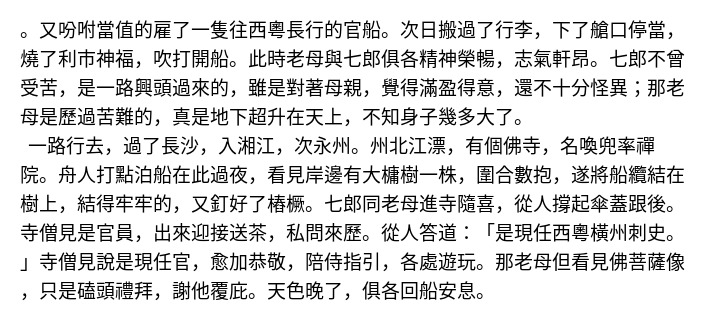 。又吩咐當值的雇了一隻往西粵長行的官船。次日搬過了行李，下了艙口停當，
燒了利市神福，吹打開船。此時老母與七郎俱各精神榮暢，志氣軒昂。七郎不曾
受苦，是一路興頭過來的，雖是對著母親，覺得滿盈得意，還不十分怪異；那老
母是歷過苦難的，真是地下超升在天上，不知身子幾多大了。
一路行去，過了長沙，入湘江，次永州。州北江漂，有個佛寺，名喚兜率禪
院。舟人打點泊船在此過夜，看見岸邊有大㮋樹一株，圍合數抱，遂將船纜結在
樹上，結得牢牢的，又釘好了樁橛。七郎同老母進寺隨喜，從人撐起傘蓋跟後。
寺僧見是官員，出來迎接送茶，私問來歷。從人答道：「是現任西粵橫州刺史。
」寺僧見說是現任官，愈加恭敬，陪侍指引，各處遊玩。那老母但看見佛菩薩像
，只是磕頭禮拜，謝他覆庇。天色晚了，俱各回船安息。